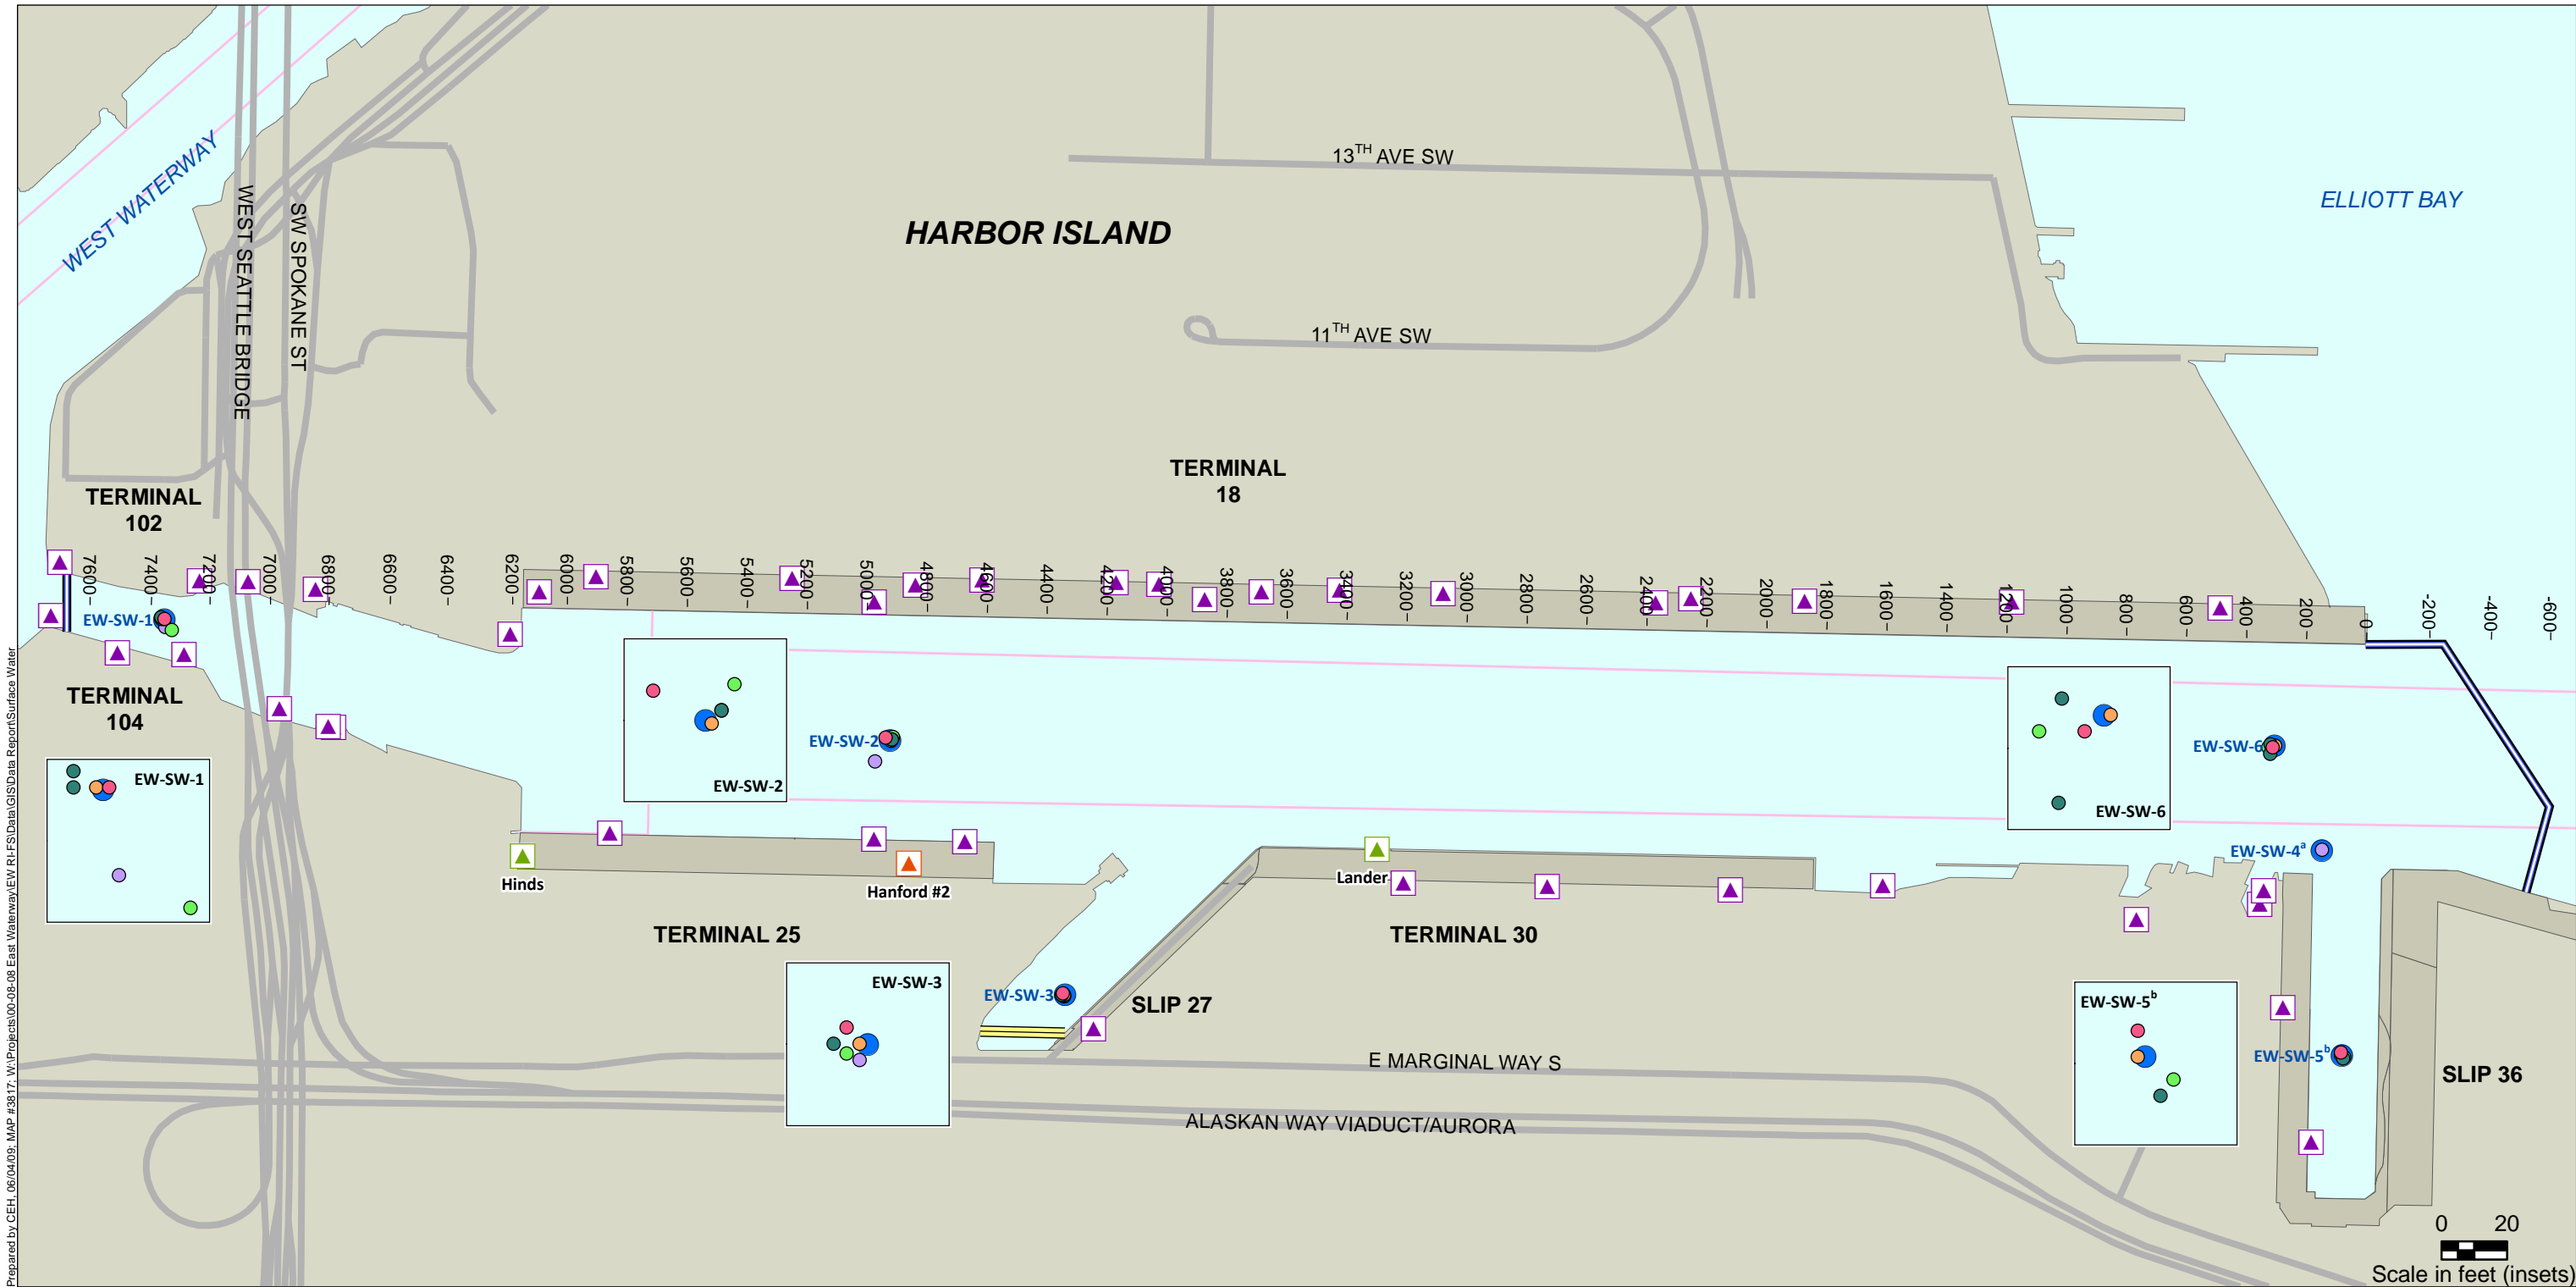 WEST WATERWAY
WEST SEATTLE BRIDGE
SW SPOKANE ST
13TH AVE SW
HARBOR ISLAND
ELLIOTT BAY
11TH AVE SW
TERMINAL
18
TERMINAL
102
7600
7400
7200
7000
6800
6600
6400
6200
6000
5800
5600
5400
5200
5000
4800
4600
4400
4200
4000
3800
3600
3400
3200
3000
2800
2600
2400
2200
2000
1800
1600
1400
1200
1000
800
600
400
200
0
-200
-400
-600
EW-SW-1
TERMINAL
104
EW-SW-1
EW-SW-2
EW-SW-2
EW-SW-6
EW-SW-6
EW-SW-4a
Hinds
Hanford #2
Lander
TERMINAL 25
TERMINAL 30
EW-SW-3
EW-SW-3
SLIP 27
EW-SW-5b
EW-SW-5b
SLIP 36
E MARGINAL WAY S
ALASKAN WAY VIADUCT/AURORA
0 20
Scale in feet (insets)
Prepared by CEH, 06/04/09; MAP #3817; W:\Projects\00-08-08 East Waterway\EW RI-FS\Data\GIS\Data Report\Surface Water